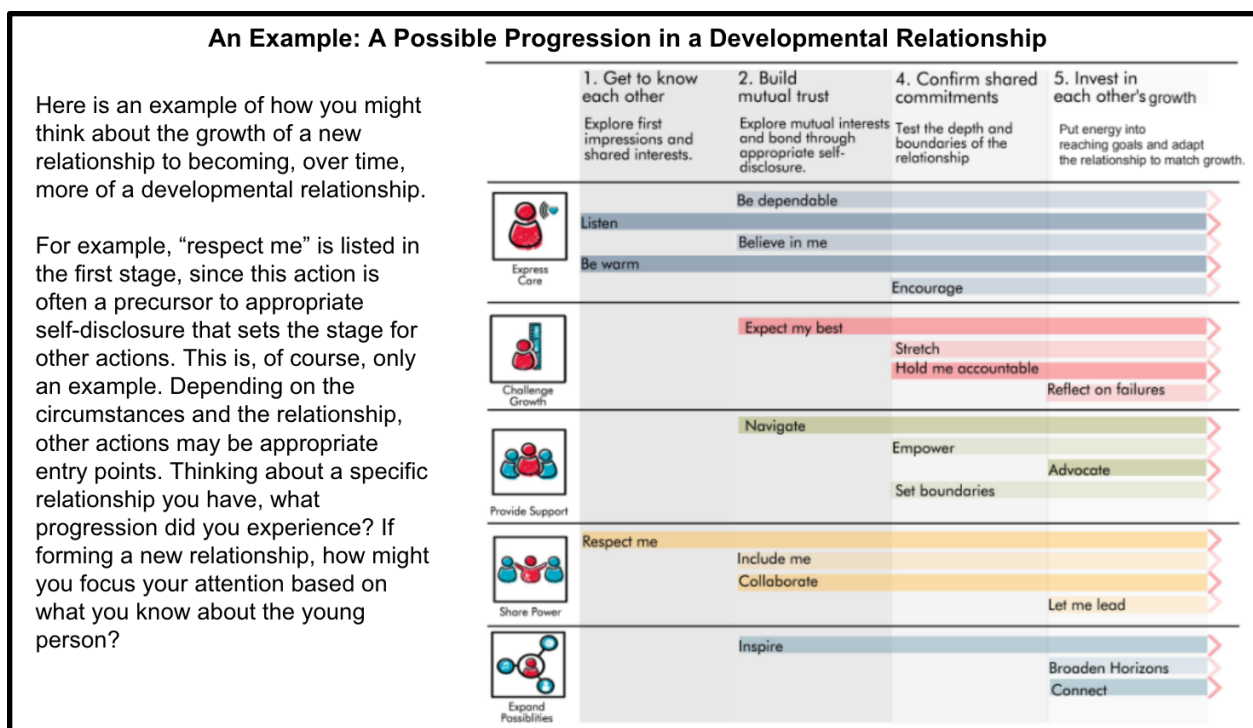 An Example: A Possible Progression in a Developmental Relationship
Here is an example of how you might
think about the growth of a new
relationship to becoming, over time,
more of a developmental relationship.
For example, “respect me” is listed in
the first stage, since this action is
often a precursor to appropriate
self-disclosure that sets the stage for
other actions. This is, of course, only
an example. Depending on the
circumstances and the relationship,
other actions may be appropriate
entry points. Thinking about a specific
relationship you have, what
progression did you experience? If
forming a new relationship, how might
you focus your attention based on
what you know about the young
person?
1. Get to know
each other
Explore first
impressions and
shared interests.
2. Build
mutual trust
Explore mutual interests
and bond through
appropriate self-
disclosure.
4. Confirm shared
commitments
Test the depth and
boundaries of the
relationship
5. Invest in
each other's growth
Put energy into
reaching goals and adapt
the relationship to match growth.
Express
Care
Be dependable
Listen
Believe in me
Be warm
Encourage
Challenge
Growth
Expect my best
Stretch
Hold me accountable
Reflect on failures
Provide Support
Navigate
Empower
Advocate
Set boundaries
Share Power
Respect me
Include me
Collaborate
Let me lead
Expand
Possiblities
Inspire
Broaden Horizons
Connect